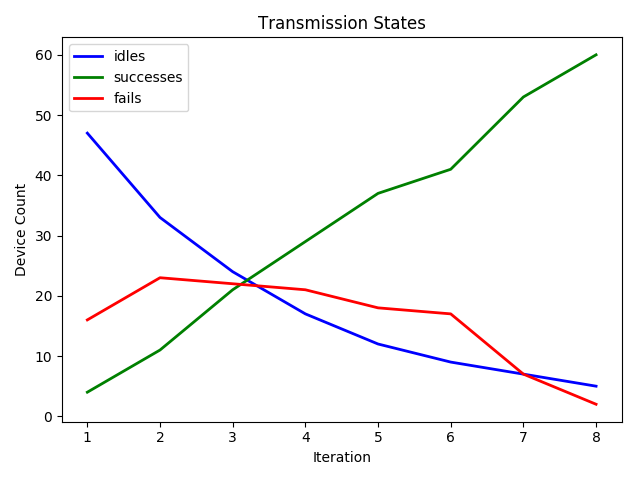 Transmission States
idles
successes
fails
Device Count
60
50
40
30
20
10
0
1 2 3 4 5 6 7 8
Iteration